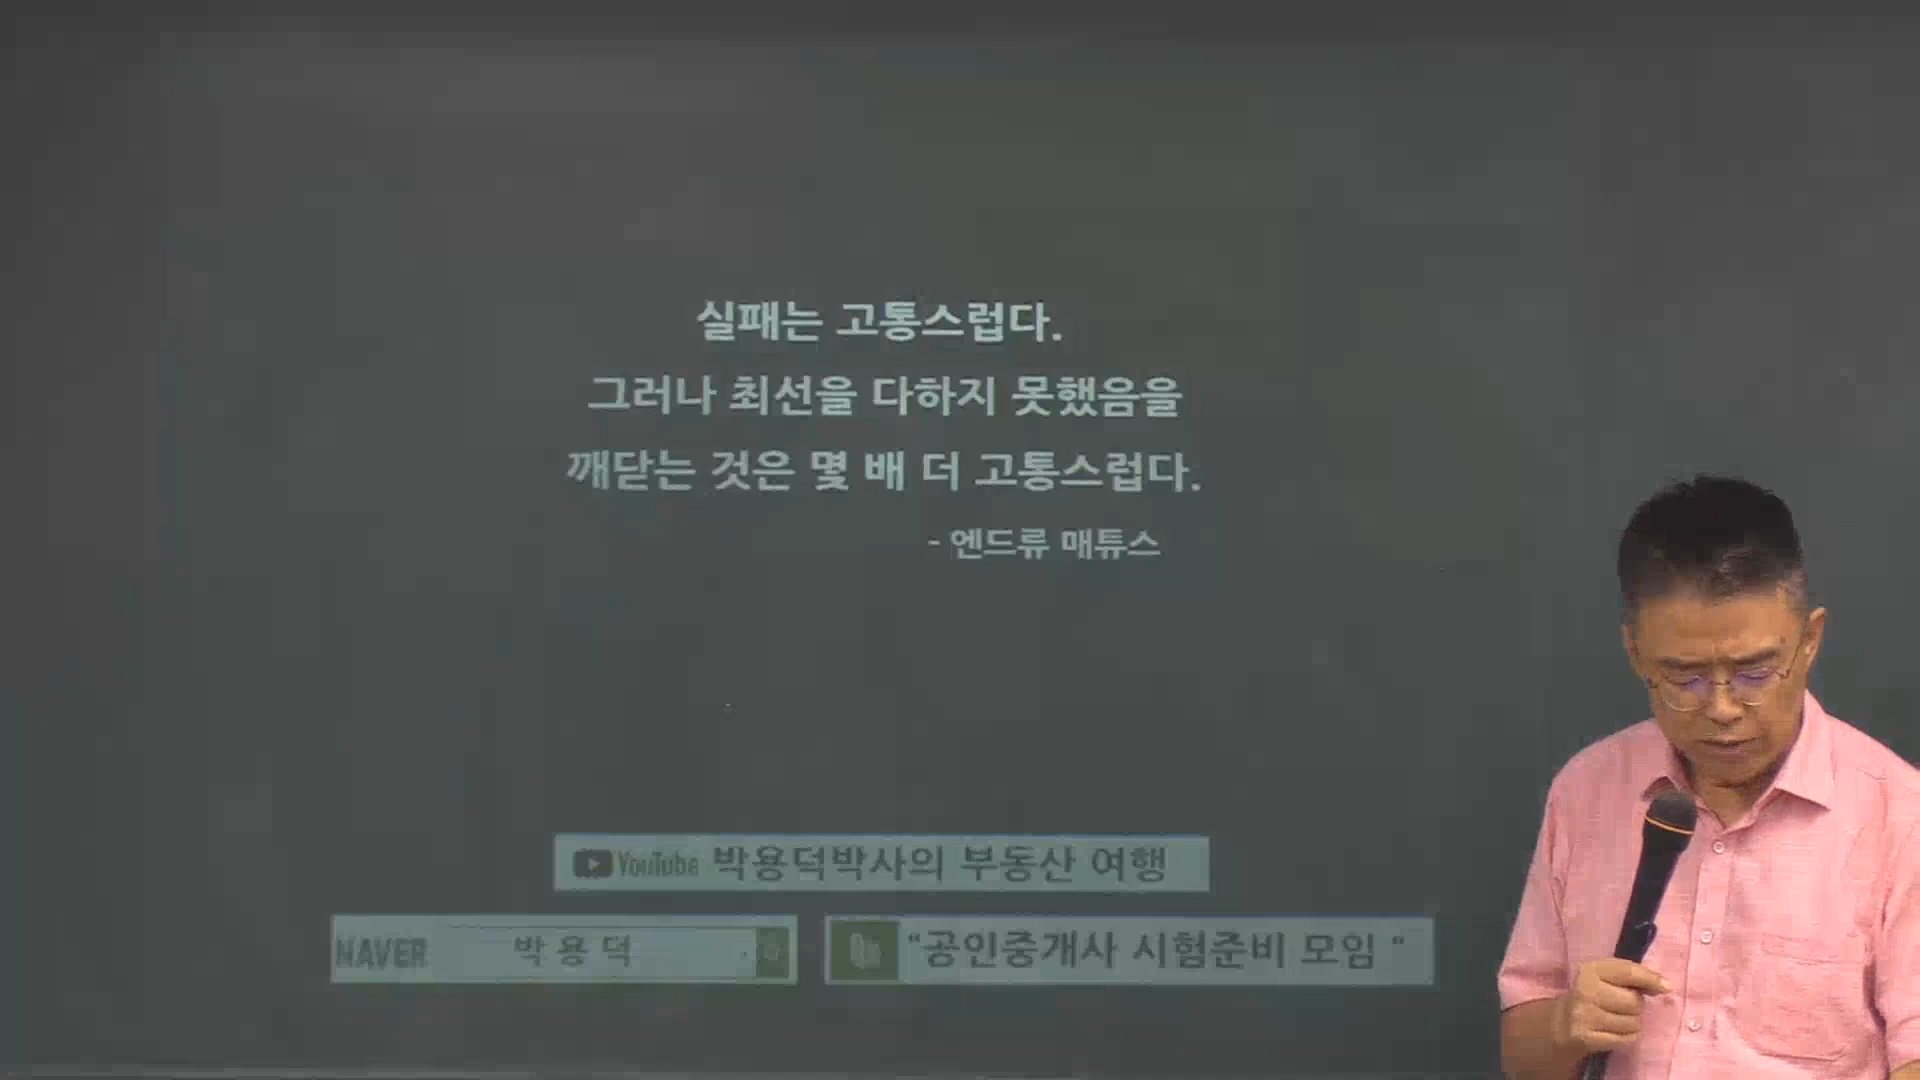 실패는 고통스럽다.
그러나 최선을 다하지 못했음을
깨닫는 것은 몇 배 더 고통스럽다.
- 엔드류 매튜스
YouTube 박용덕박사의 부동산 여행
NAVER 박 용 덕
“공인중개사 시험준비 모임 “